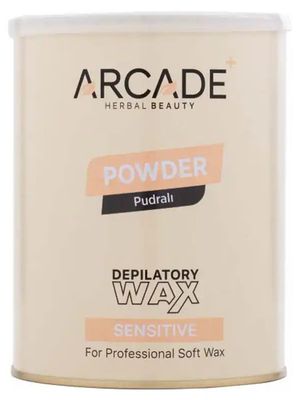 ARCADE+
HERBAL BEAUTY
POWDER
Pudralı
DEPILATORY
WAX
SENSITIVE
For Professional Soft Wax